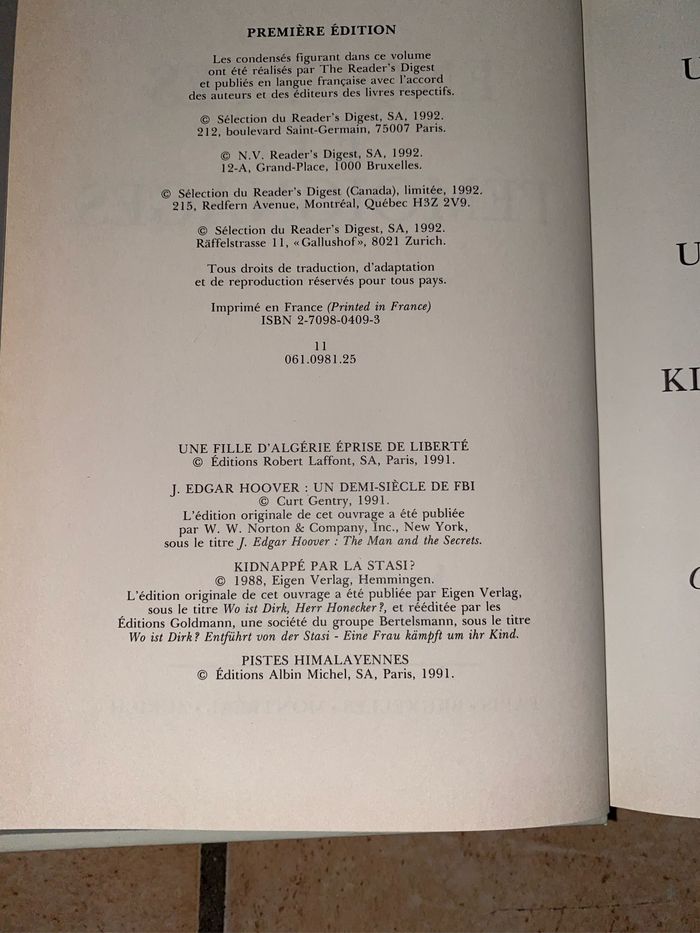 PREMIÈRE ÉDITION
Les condensés figurant dans ce volume
ont été réalisés par The Reader's Digest
et publiés en langue française avec l'accord
des auteurs et des éditeurs des livres respectifs.
© Sélection du Reader's Digest, SA, 1992.
212, boulevard Saint-Germain, 75007 Paris.
© N.V. Reader's Digest, SA, 1992.
12-A, Grand-Place, 1000 Bruxelles.
© Sélection du Reader's Digest (Canada), limitée, 1992.
215, Redfern Avenue, Montréal, Québec H3Z 2V9.
© Sélection du Reader's Digest, SA, 1992.
Räffelstrasse 11, «Gallushof», 8021 Zurich.
Tous droits de traduction, d'adaptation
et de reproduction réservés pour tous pays.
Imprimé en France (Printed in France)
ISBN 2-7098-0409-3
11
061.0981.25
UNE FILLE D'ALGÉRIE ÉPRISE DE LIBERTÉ
© Éditions Robert Laffont, SA, Paris, 1991.
J. EDGAR HOOVER : UN DEMI-SIÈCLE DE FBI
© Curt Gentry, 1991.
L'édition originale de cet ouvrage a été publiée
par W. W. Norton & Company, Inc., New York,
sous le titre J. Edgar Hoover : The Man and the Secrets.
KIDNAPPÉ PAR LA STASI?
© 1988, Eigen Verlag, Hemmingen.
L'édition originale de cet ouvrage a été publiée par Eigen Verlag,
sous le titre Wo ist Dirk, Herr Honecker?, et rééditée par les
Éditions Goldmann, une société du groupe Bertelsmann, sous le titre
Wo ist Dirk? Entführt von der Stasi - Eine Frau kämpft um ihr Kind.
PISTES HIMALAYENNES
© Éditions Albin Michel, SA, Paris, 1991.
U
U
KI